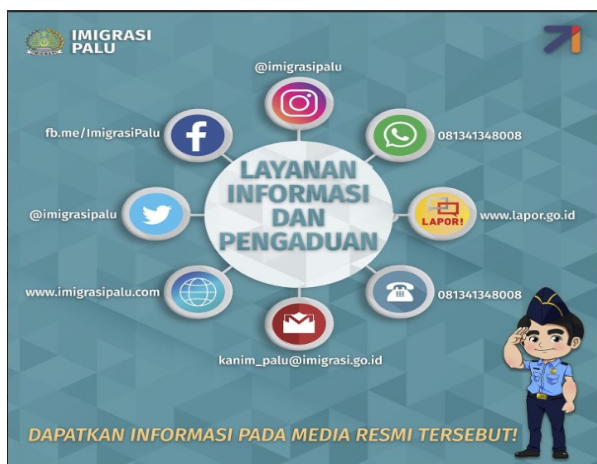 IMIGRASI
PALU
@imigrasipalu
fb.me/ImigrasiPalu
081341348008
LAYANAN
INFORMASI
DAN
PENGADUAN
@imigrasipalu
LAPOR!
www.lapor.go.id
www.imigrasipalu.com
081341348008
kanim_palu@imigrasi.go.id
DAPATKAN INFORMASI PADA MEDIA RESMI TERSEBUT!